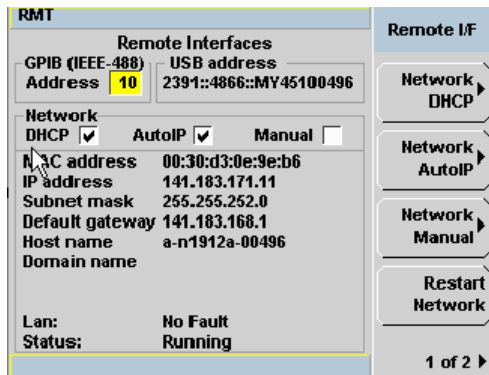 RMT
Remote Interfaces
GPIB (IEEE-488)
Address 10
USB address
2391::4866::MY45100496
Network
DHCP AutoIP Manual
MAC address 00:30:d3:0e:9e:b6
IP address 141.183.171.11
Subnet mask 255.255.252.0
Default gateway 141.183.168.1
Host name a-n1912a-00496
Domain name
Lan: No Fault
Status: Running
Remote I/F
Network
DHCP
Network
AutoIP
Network
Manual
Restart
Network
1 of 2